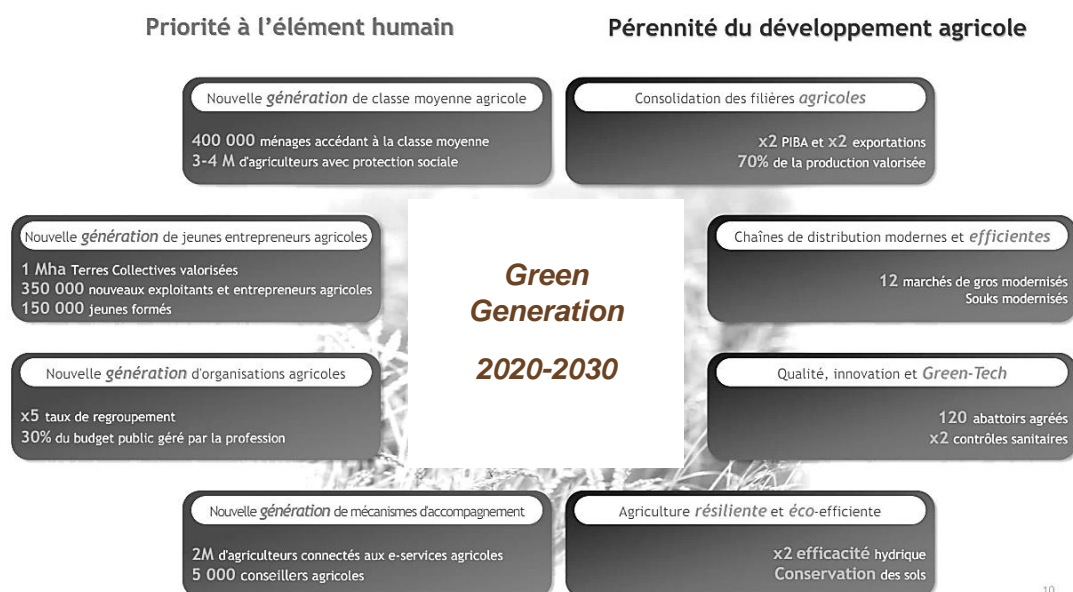 Priorité à l'élément humain
Pérennité du développement agricole
Nouvelle génération de classe moyenne agricole
400 000 ménages accédant à la classe moyenne
3-4 M d'agriculteurs avec protection sociale
Consolidation des filières agricoles
x2 PIBA et x2 exportations
70% de la production valorisée
Nouvelle génération de jeunes entrepreneurs agricoles
1 Mha Terres Collectives valorisées
350 000 nouveaux exploitants et entrepreneurs agricoles
150 000 jeunes formés
Green
Generation
2020-2030
Chaînes de distribution modernes et efficientes
12 marchés de gros modernisés
Souks modernisés
Nouvelle génération d'organisations agricoles
x5 taux de regroupement
30% du budget public géré par la profession
Qualité, innovation et Green-Tech
120 abattoirs agréés
x2 contrôles sanitaires
Nouvelle génération de mécanismes d'accompagnement
2M d'agriculteurs connectés aux e-services agricoles
5 000 conseillers agricoles
Agriculture résiliente et éco-efficiente
x2 efficacité hydrique
Conservation des sols
10